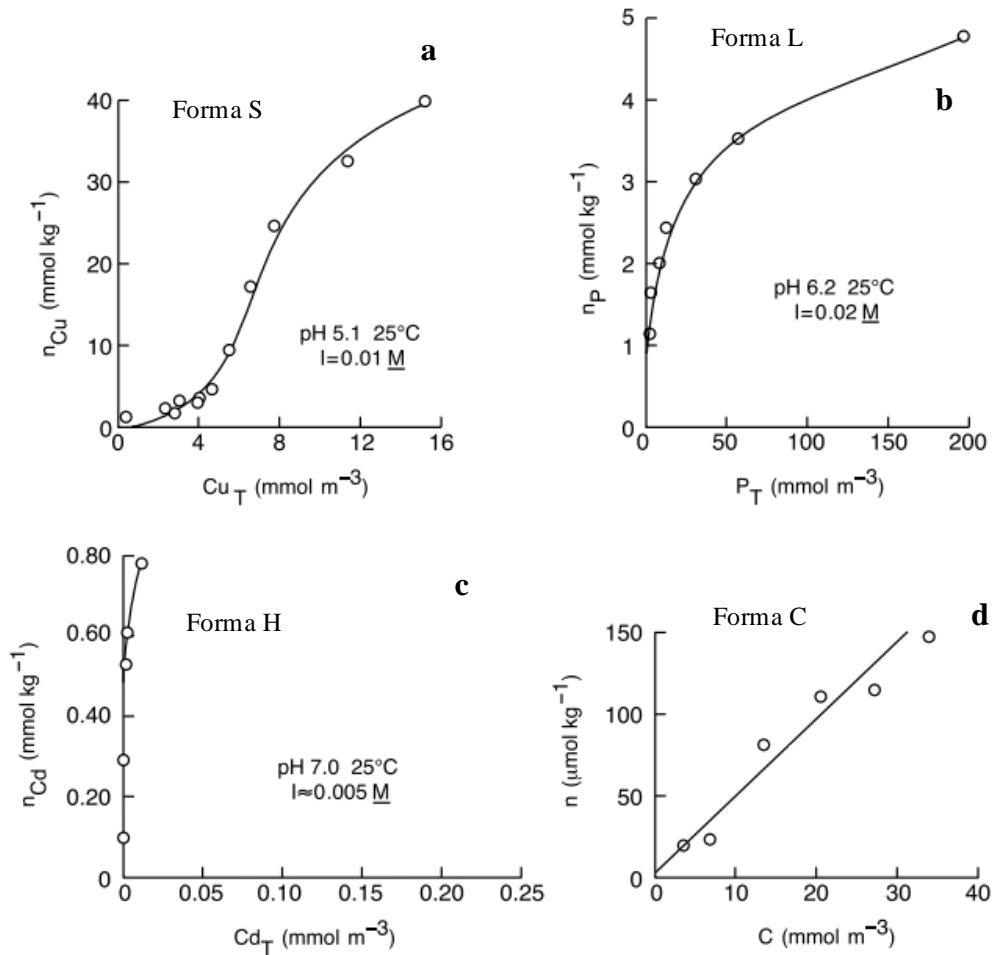 a
Forma S
40
30
20
10
0
n_Cu (mmol kg⁻¹)
pH 5.1 25°C
I=0.01 M
0 4 8 12 16
Cu_T (mmol m⁻³)
Forma L
b
5
4
3
2
1
0
n_P (mmol kg⁻¹)
pH 6.2 25°C
I=0.02 M
0 50 100 150 200
P_T (mmol m⁻³)
c
Forma H
0.80
0.60
0.40
0.20
0
n_Cd (mmol kg⁻¹)
pH 7.0 25°C
I≈0.005 M
0 0.05 0.10 0.15 0.20 0.25
Cd_T (mmol m⁻³)
Forma C
d
150
100
50
0
n (μmol kg⁻¹)
0 10 20 30 40
C (mmol m⁻³)